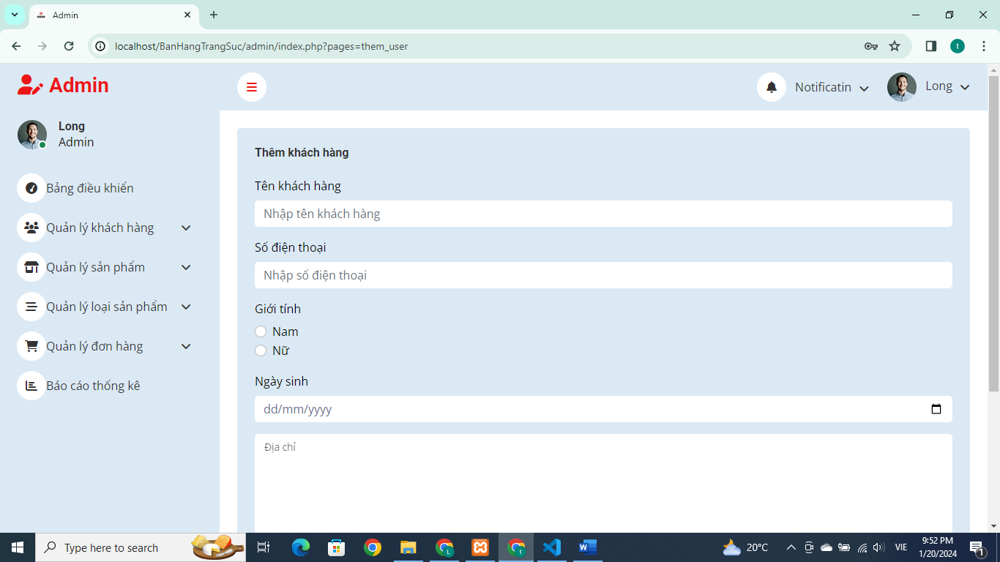 Admin
localhost/BanHangTrangSuc/admin/index.php?pages=them_user
t
Admin
Notificatin
Long
Long
Admin
Bảng điều khiển
Quản lý khách hàng
Quản lý sản phẩm
Quản lý loại sản phẩm
Quản lý đơn hàng
Báo cáo thống kê
Thêm khách hàng
Tên khách hàng
Nhập tên khách hàng
Số điện thoại
Nhập số điện thoại
Giới tính
Nam
Nữ
Ngày sinh
dd/mm/yyyy
Địa chỉ
Type here to search
20°C
VIE
9:52 PM
1/20/2024
1